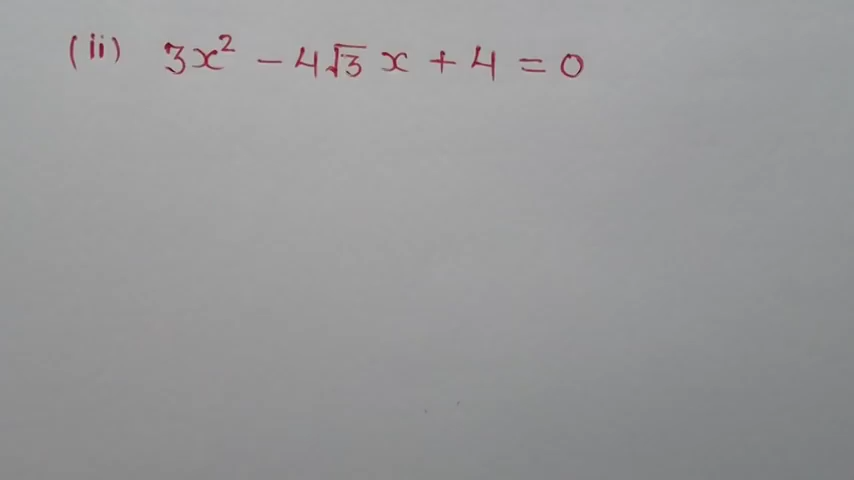 (ii) 3x² - 4√3 x + 4 = 0